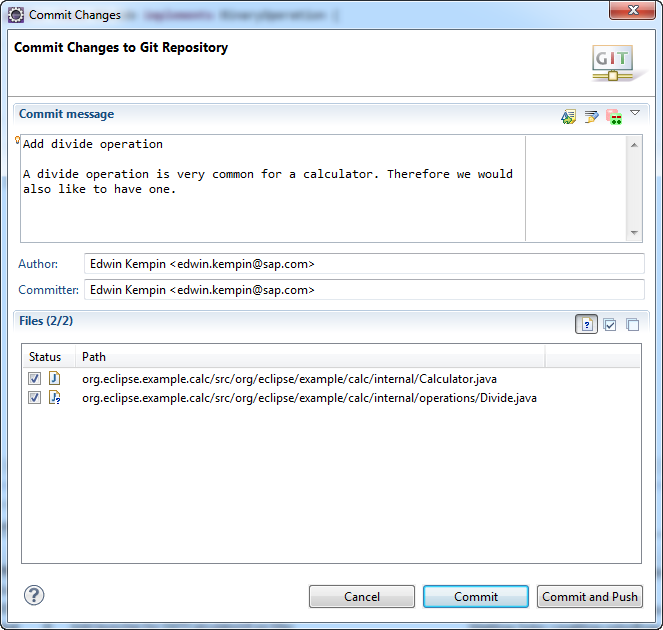 Commit Changes
Commit Changes to Git Repository
GIT
Commit message
Add divide operation
A divide operation is very common for a calculator. Therefore we would
also like to have one.
Author: Edwin Kempin <edwin.kempin@sap.com>
Committer: Edwin Kempin <edwin.kempin@sap.com>
Files (2/2)
Status Path
org.eclipse.example.calc/src/org/eclipse/example/calc/internal/Calculator.java
org.eclipse.example.calc/src/org/eclipse/example/calc/internal/operations/Divide.java
Cancel Commit Commit and Push